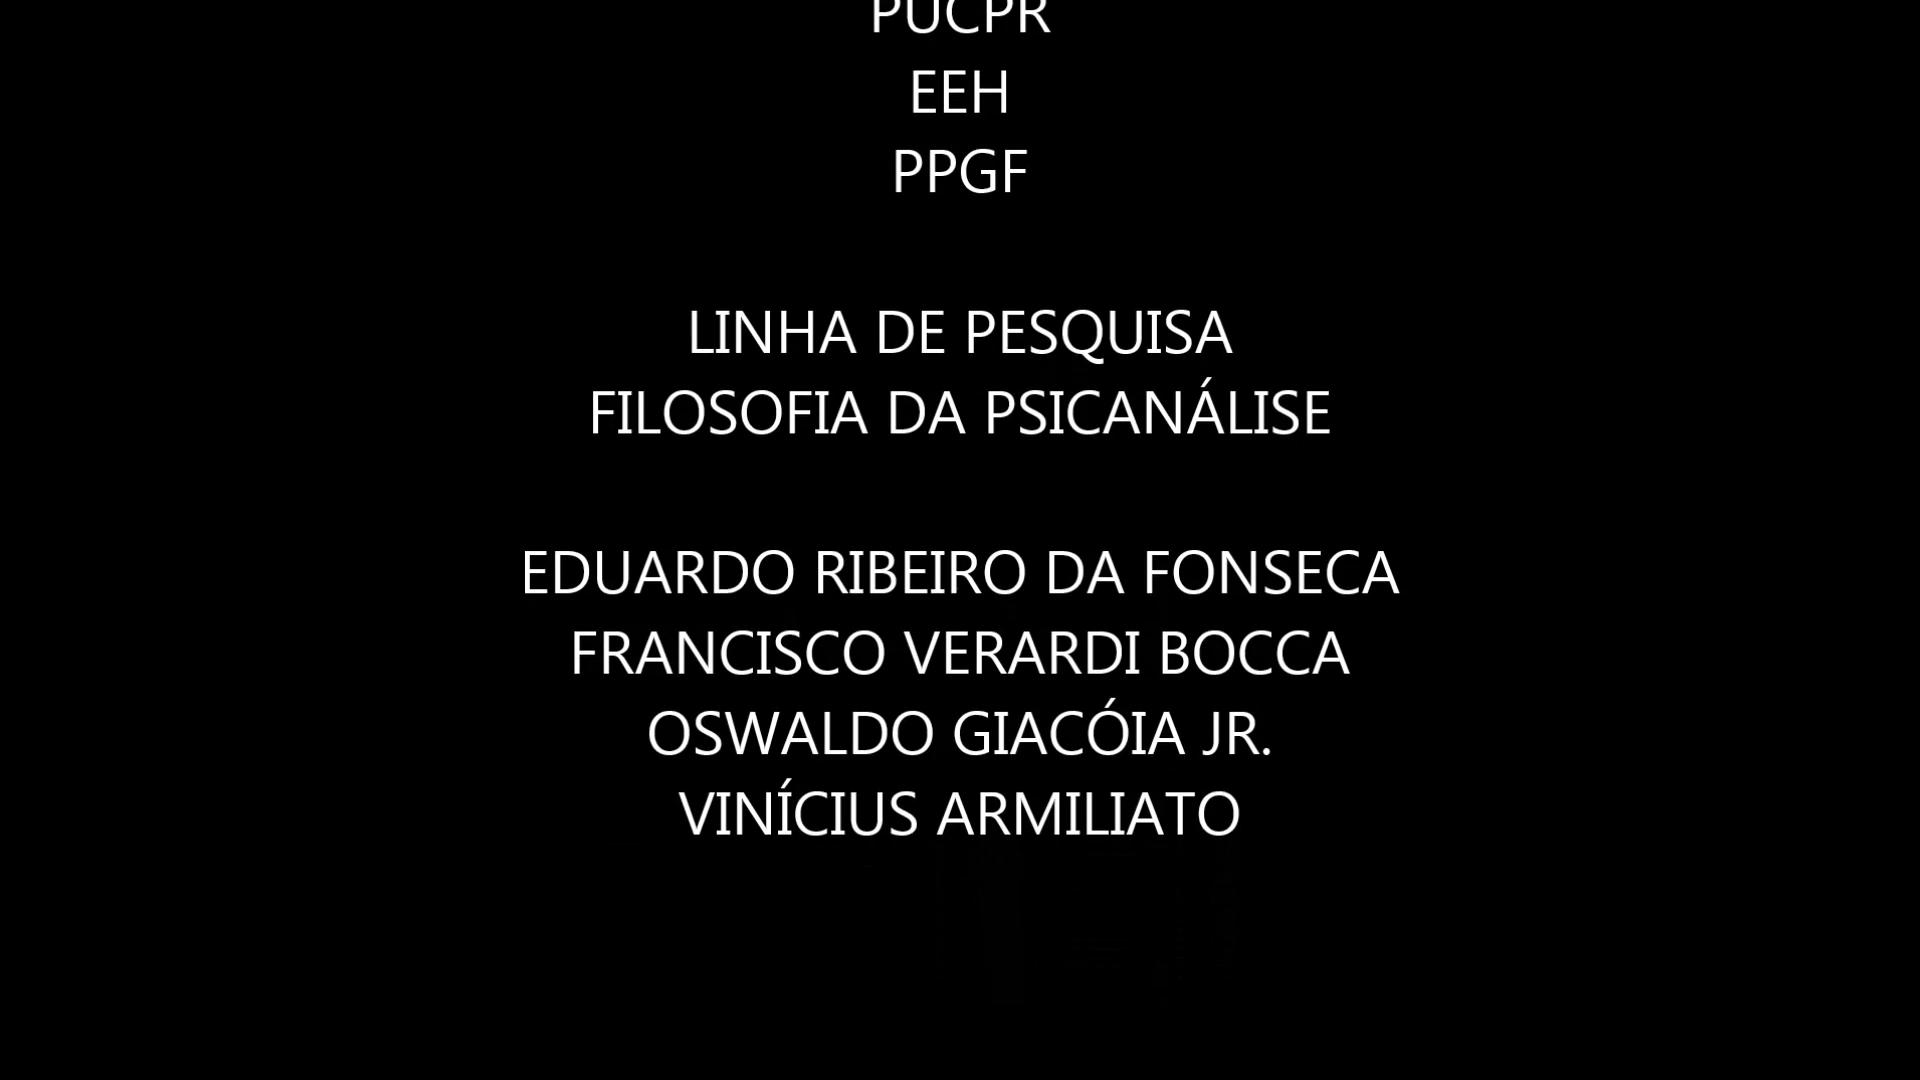 PUCPR
EEH
PPGF
LINHA DE PESQUISA
FILOSOFIA DA PSICANÁLISE
EDUARDO RIBEIRO DA FONSECA
FRANCISCO VERARDI BOCCA
OSWALDO GIACÓIA JR.
VINÍCIUS ARMILIATO